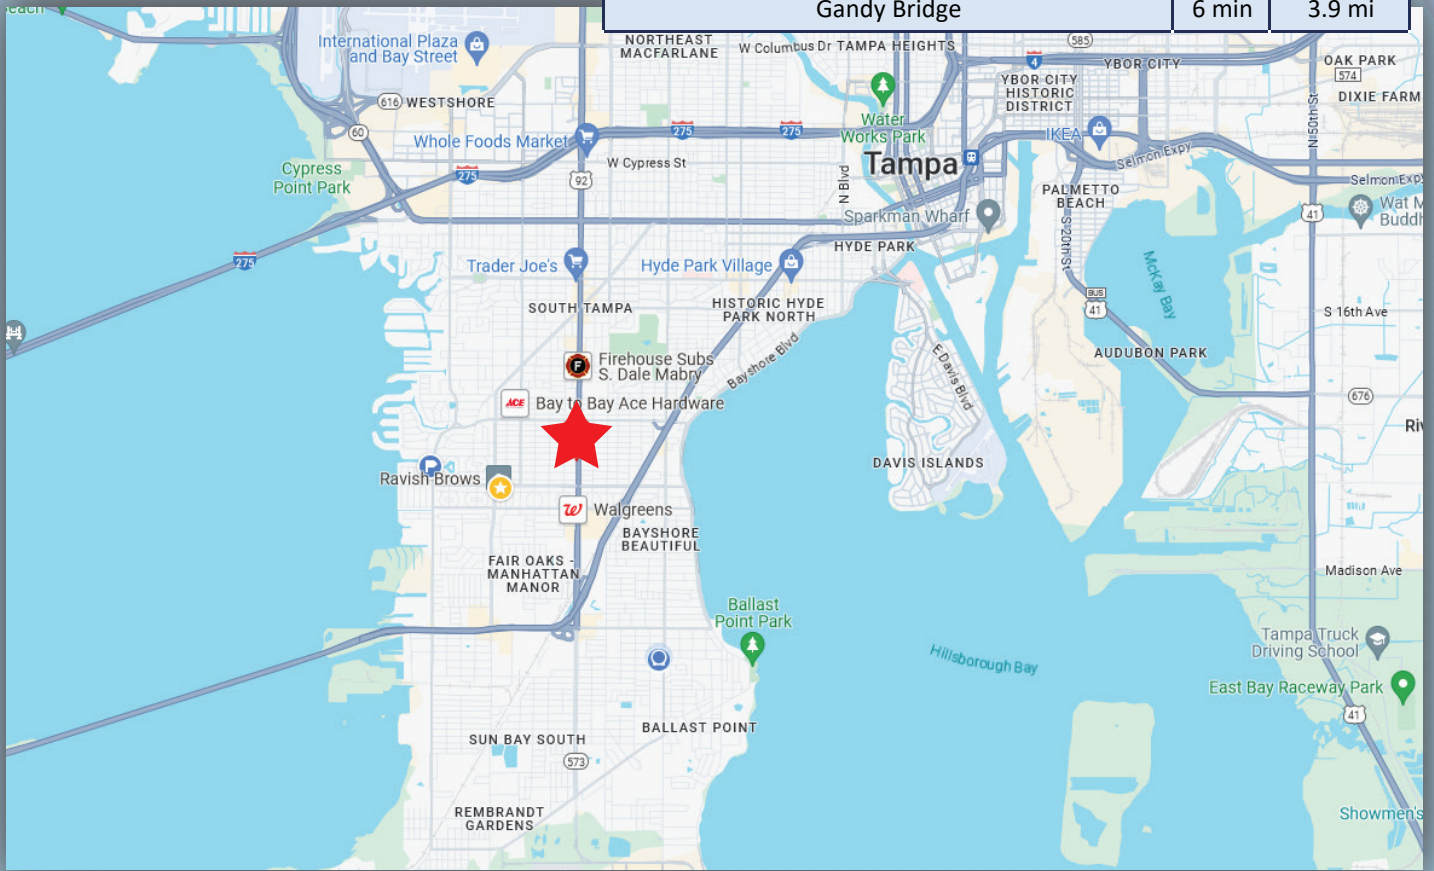 Gandy Bridge 6 min 3.9 mi
each
International Plaza
and Bay Street
NORTHEAST
MACFARLANE
W Columbus Dr
TAMPA HEIGHTS
585
4
YBOR CITY
OAK PARK
574
DIXIE FARM
YBOR CITY
HISTORIC
DISTRICT
616
WESTSHORE
60
Whole Foods Market
275
275
275
Water
Works Park
IKEA
N 50th St
W Cypress St
Tampa
Selmon Expy
Selmon Expy
Cypress
Point Park
92
N Blvd
PALMETTO
BEACH
Sparkman Wharf
41
Wat M
Buddh
S 20th St
HYDE PARK
275
Trader Joe's
Hyde Park Village
McKay Bay
BUS
41
SOUTH TAMPA
HISTORIC HYDE
PARK NORTH
S 16th Ave
F
Firehouse Subs
S. Dale Mabry
Bayshore Blvd
E Davis Blvd
AUDUBON PARK
676
ACE
Bay to Bay Ace Hardware
Riv
DAVIS ISLANDS
Ravish Brows
W
Walgreens
BAYSHORE
BEAUTIFUL
FAIR OAKS -
MANHATTAN
MANOR
Madison Ave
Ballast
Point Park
Hillsborough Bay
Tampa Truck
Driving School
East Bay Raceway Park
41
BALLAST POINT
SUN BAY SOUTH
573
REMBRANDT
GARDENS
Showmen's